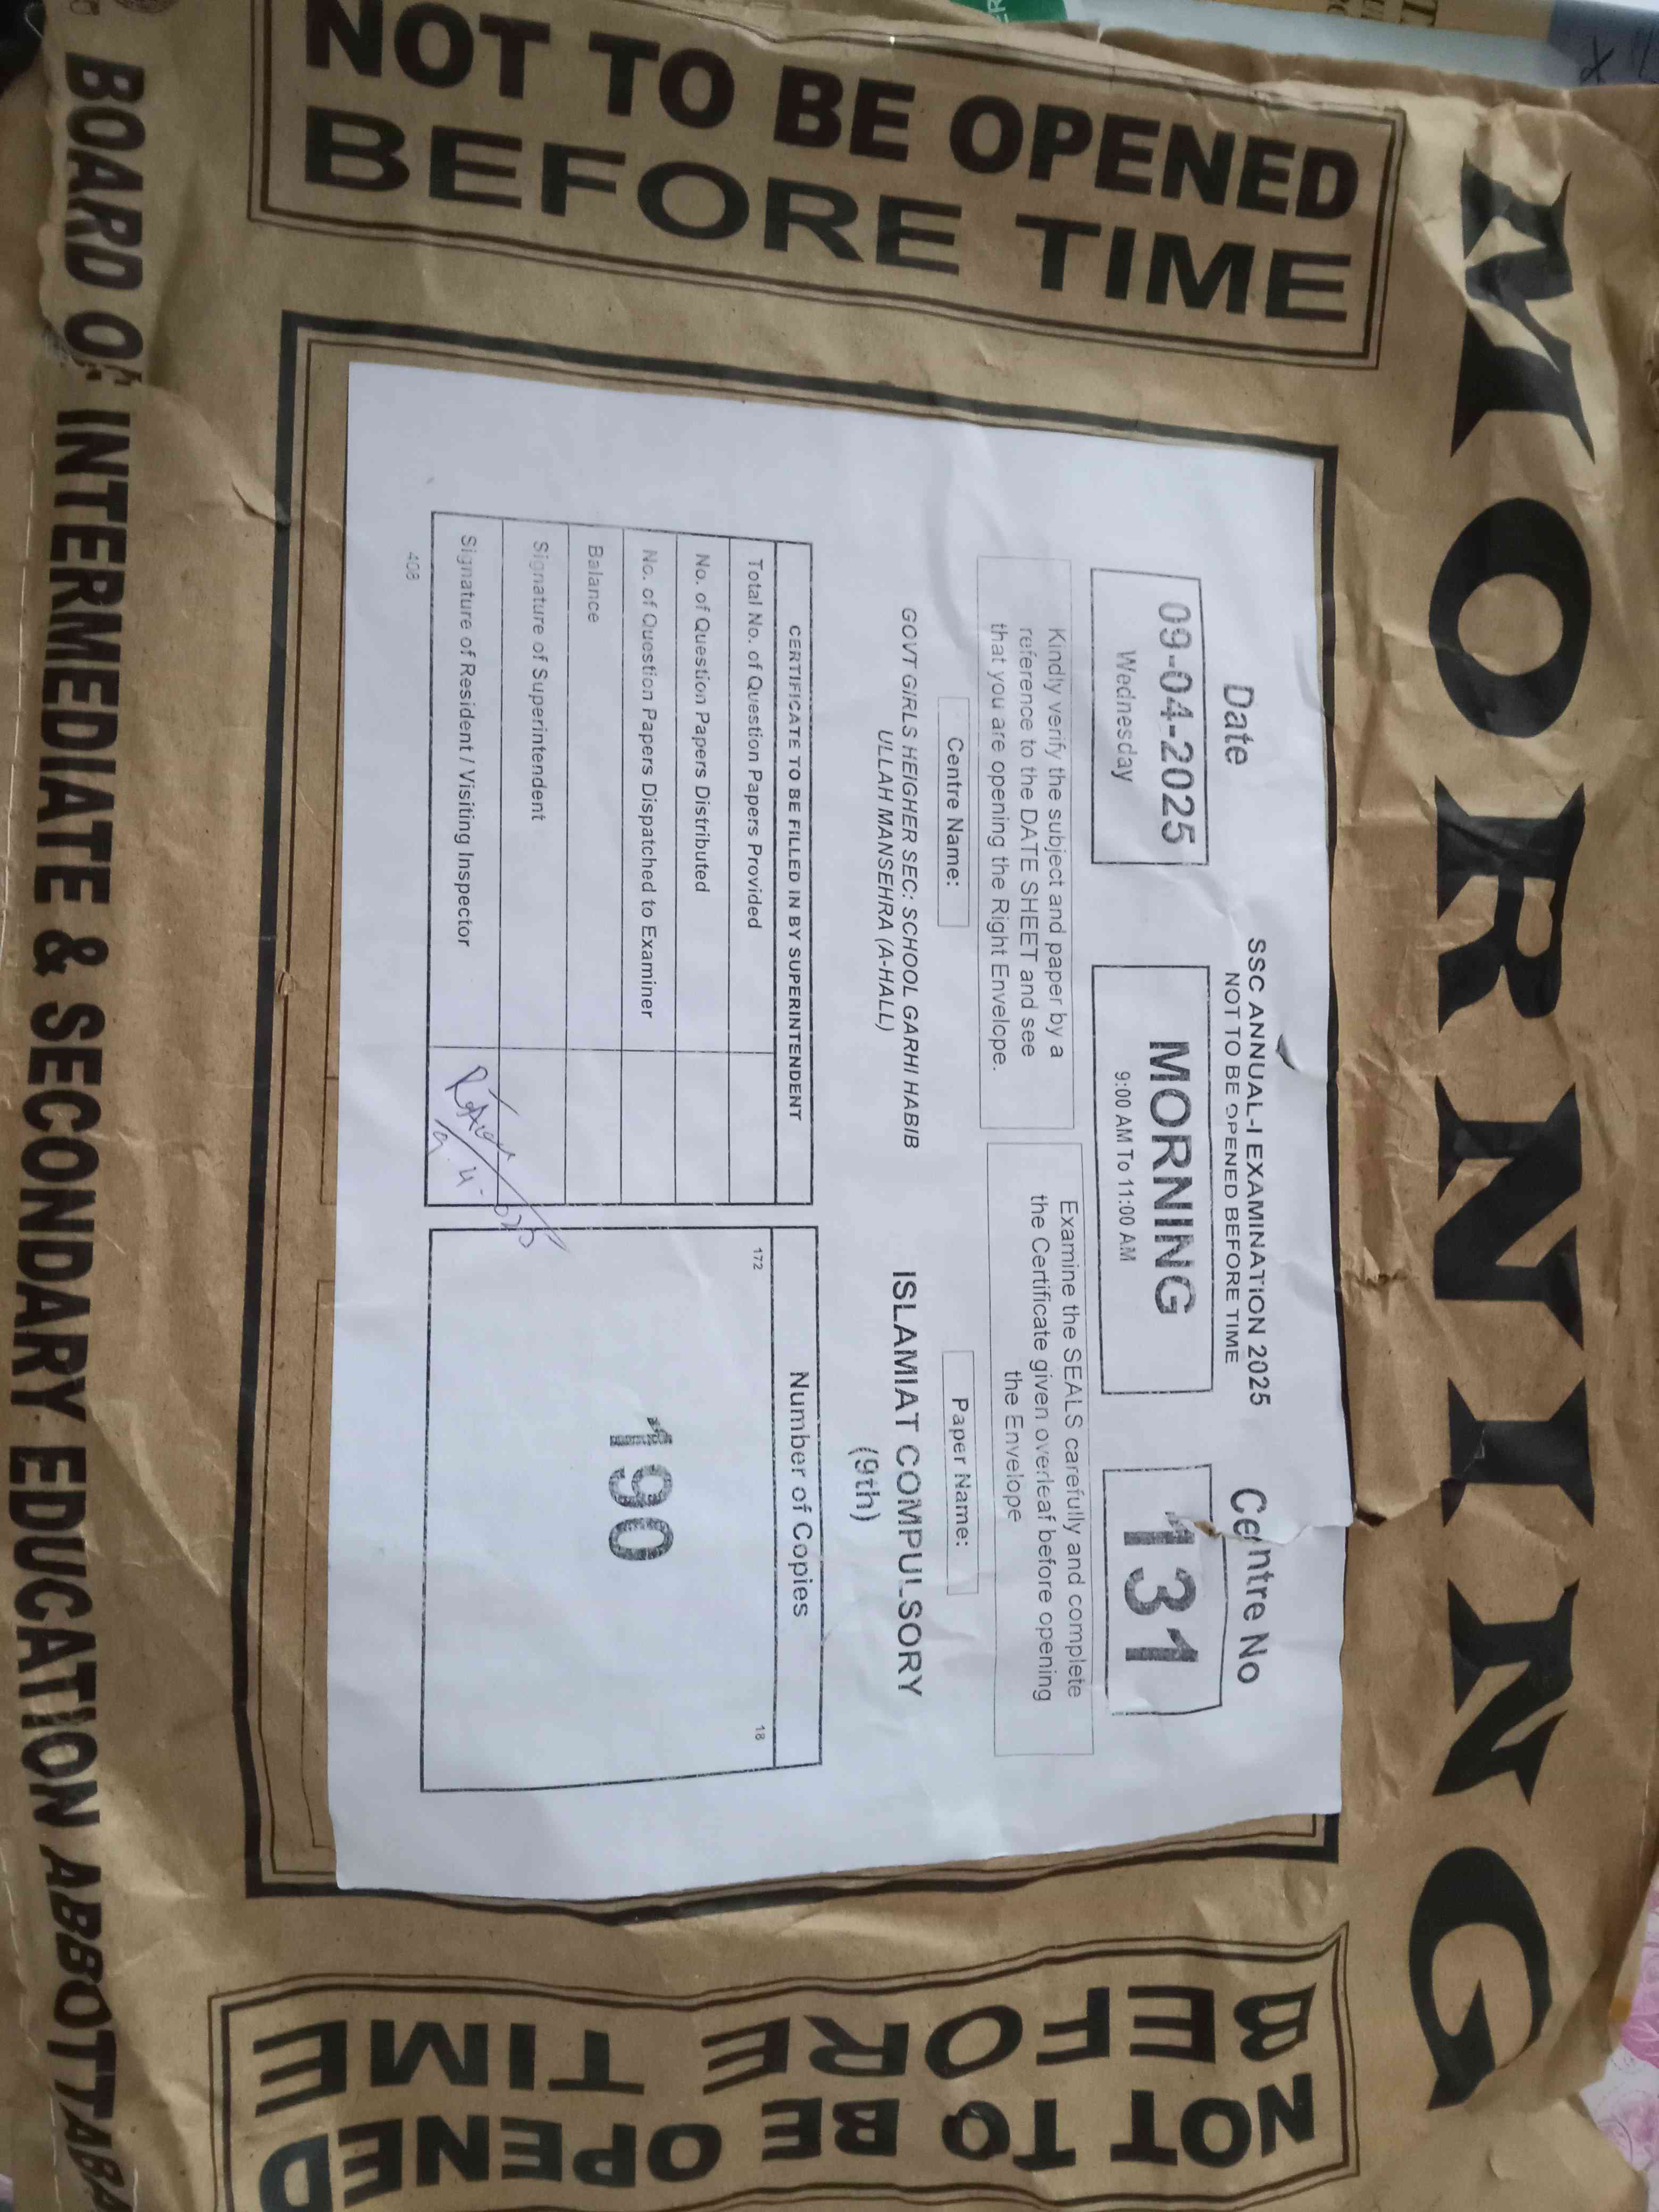 MORNING
NOT TO BE OPENED
BEFORE TIME
SSC ANNUAL-I EXAMINATION 2025
NOT TO BE OPENED BEFORE TIME
Date
09-04-2025
Wednesday
MORNING
9:00 AM To 11:00 AM
Centre No
131
Kindly verify the subject and paper by a
reference to the DATE SHEET and see
that you are opening the Right Envelope.
Examine the SEALS carefully and complete
the Certificate given overleaf before opening
the Envelope
Centre Name:
GOVT GIRLS HEIGHER SEC: SCHOOL GARHI HABIB
ULLAH MANSEHRA (A-HALL)
Paper Name:
ISLAMIAT COMPULSORY
(9th)
CERTIFICATE TO BE FILLED IN BY SUPERINTENDENT
Total No. of Question Papers Provided
No. of Question Papers Distributed
No. of Question Papers Dispatched to Examiner
Balance
Signature of Superintendent
Signature of Resident / Visiting Inspector
408
Number of Copies
172 18
190
NOT TO BE OPENED
BEFORE TIME
BOARD OF INTERMEDIATE & SECONDARY EDUCATION ABBOTTABA